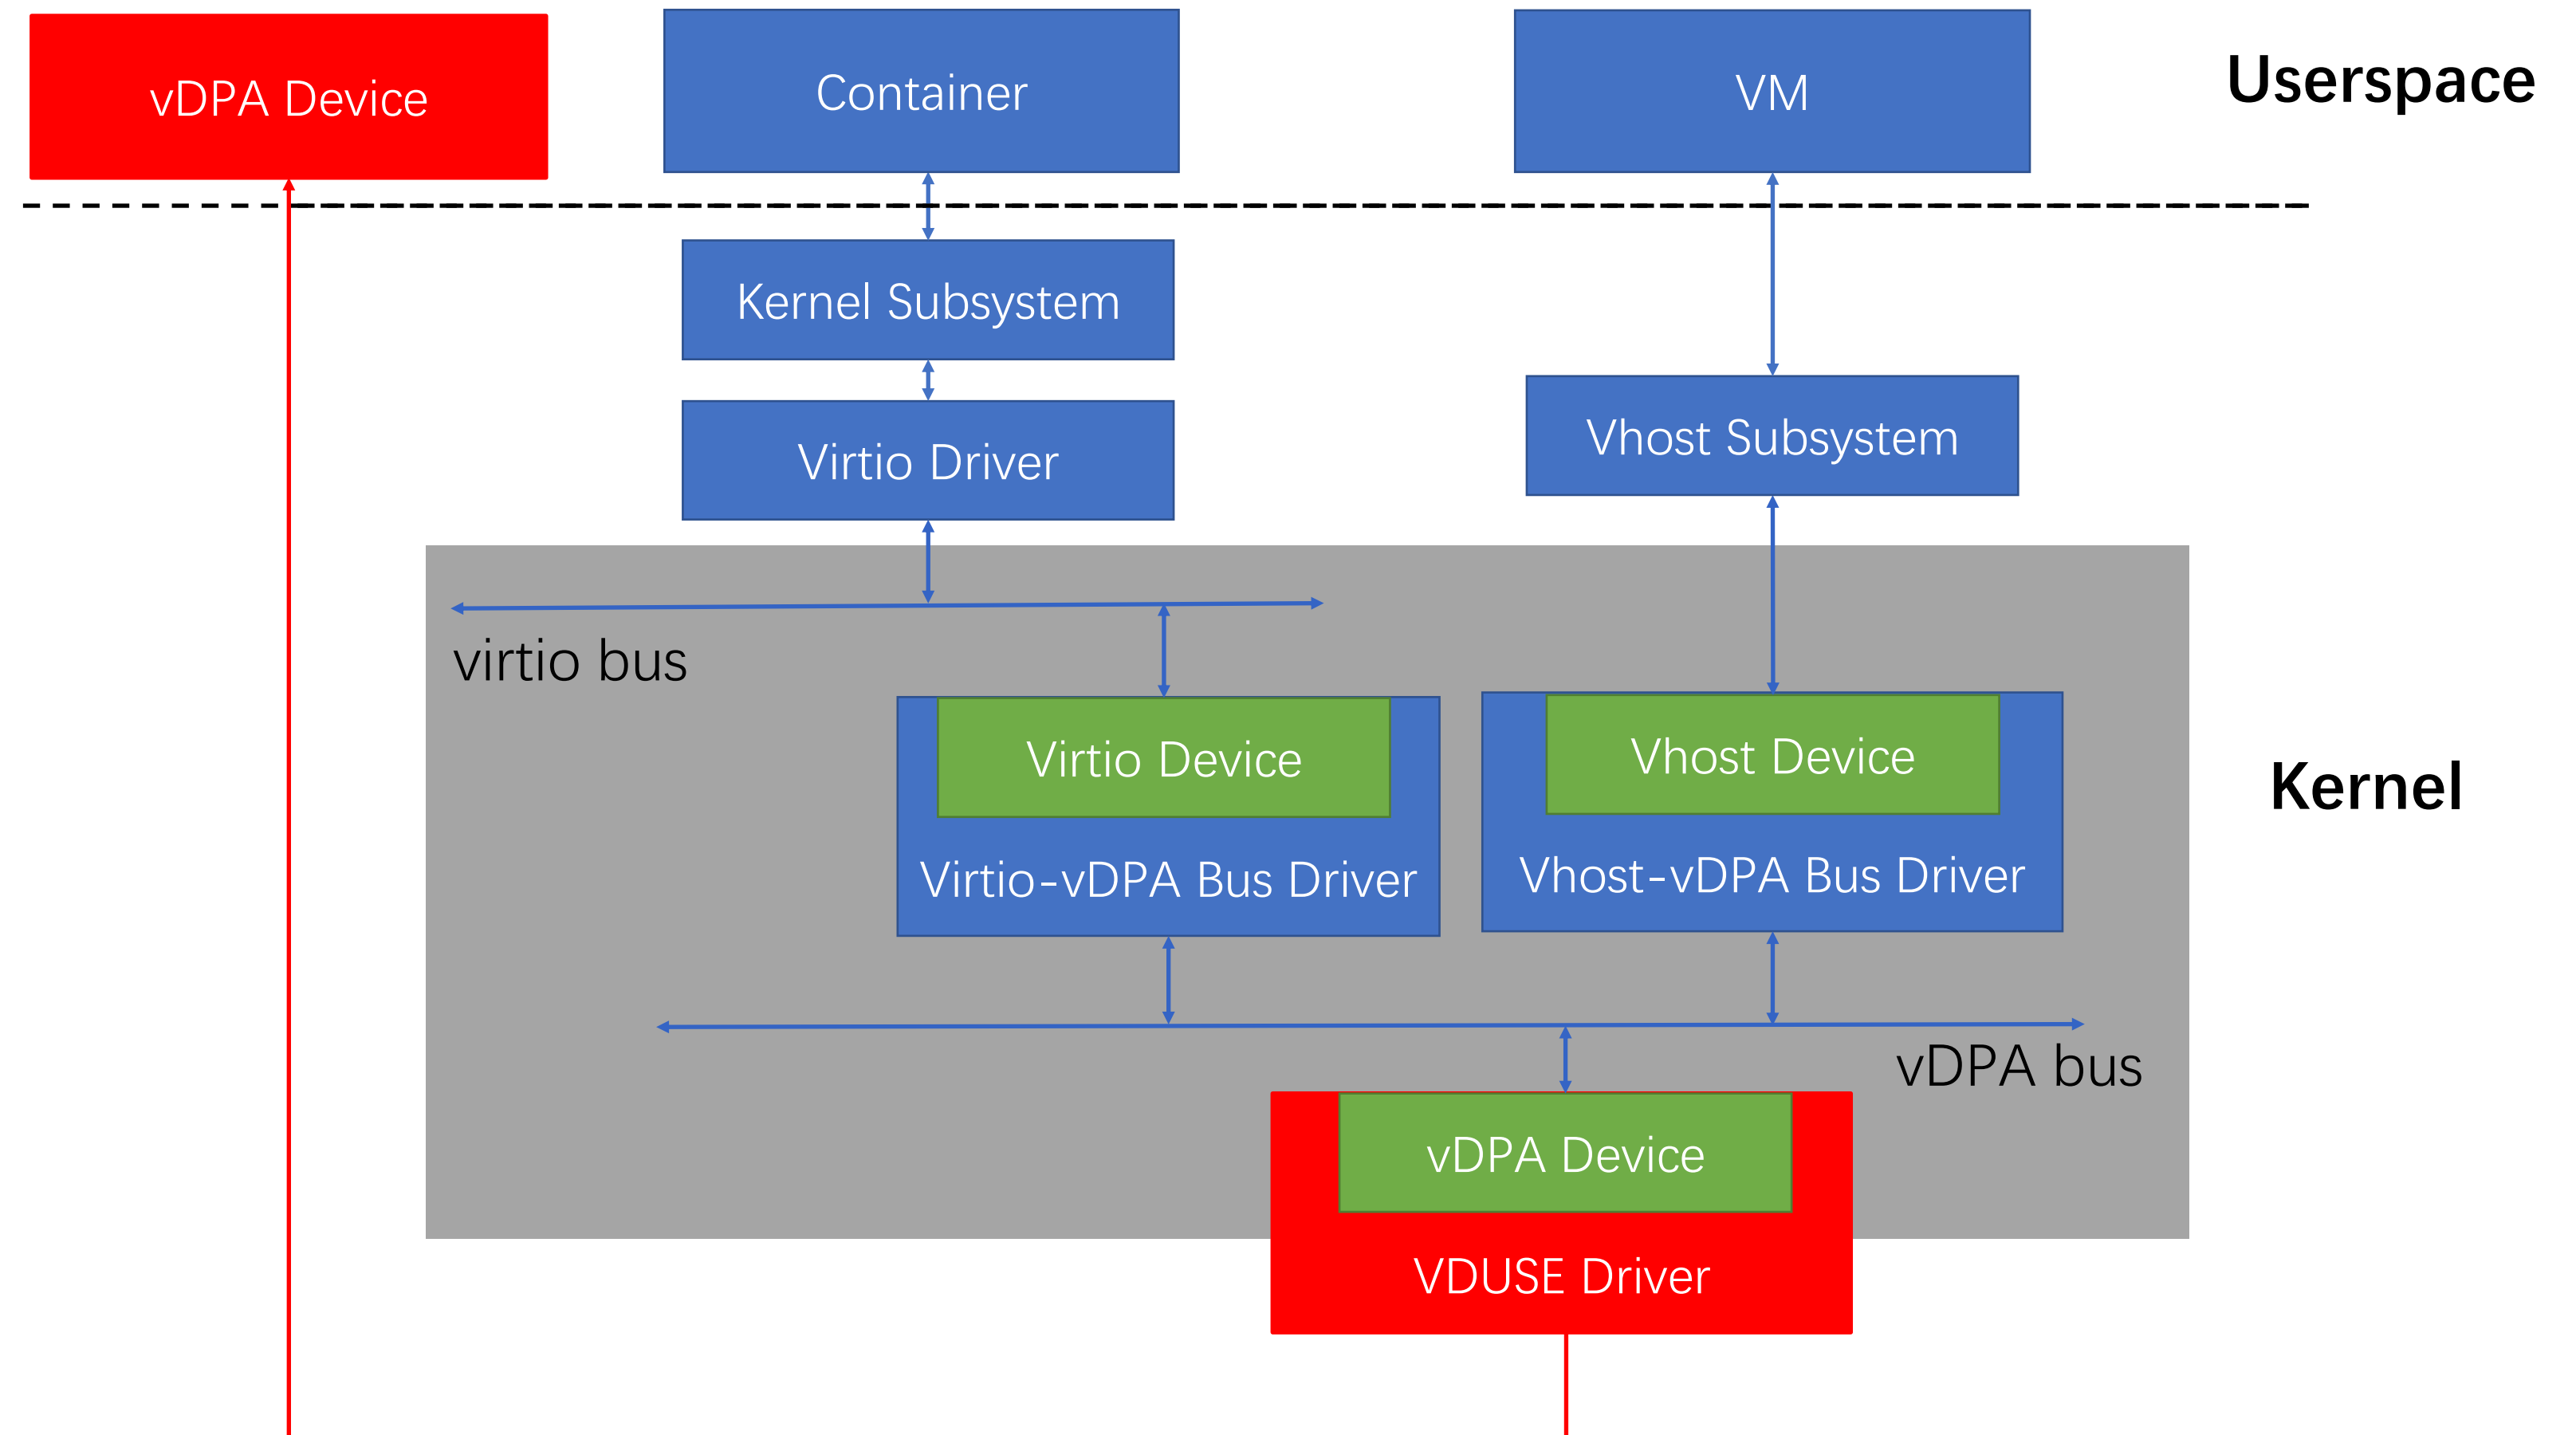 vDPA Device
Container
VM
Userspace
Kernel Subsystem
Virtio Driver
Vhost Subsystem
virtio bus
Virtio Device
Vhost Device
Kernel
Virtio-vDPA Bus Driver
Vhost-vDPA Bus Driver
vDPA bus
vDPA Device
VDUSE Driver